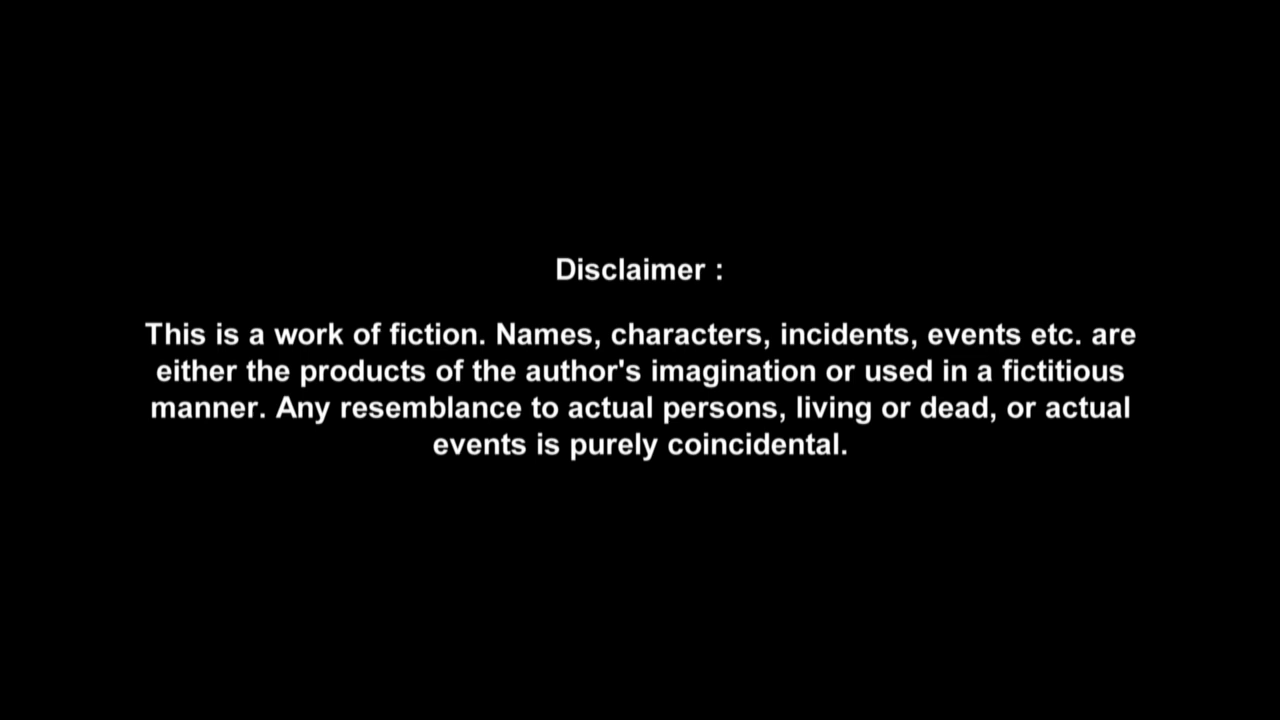 Disclaimer :
This is a work of fiction. Names, characters, incidents, events etc. are
either the products of the author's imagination or used in a fictitious
manner. Any resemblance to actual persons, living or dead, or actual
events is purely coincidental.